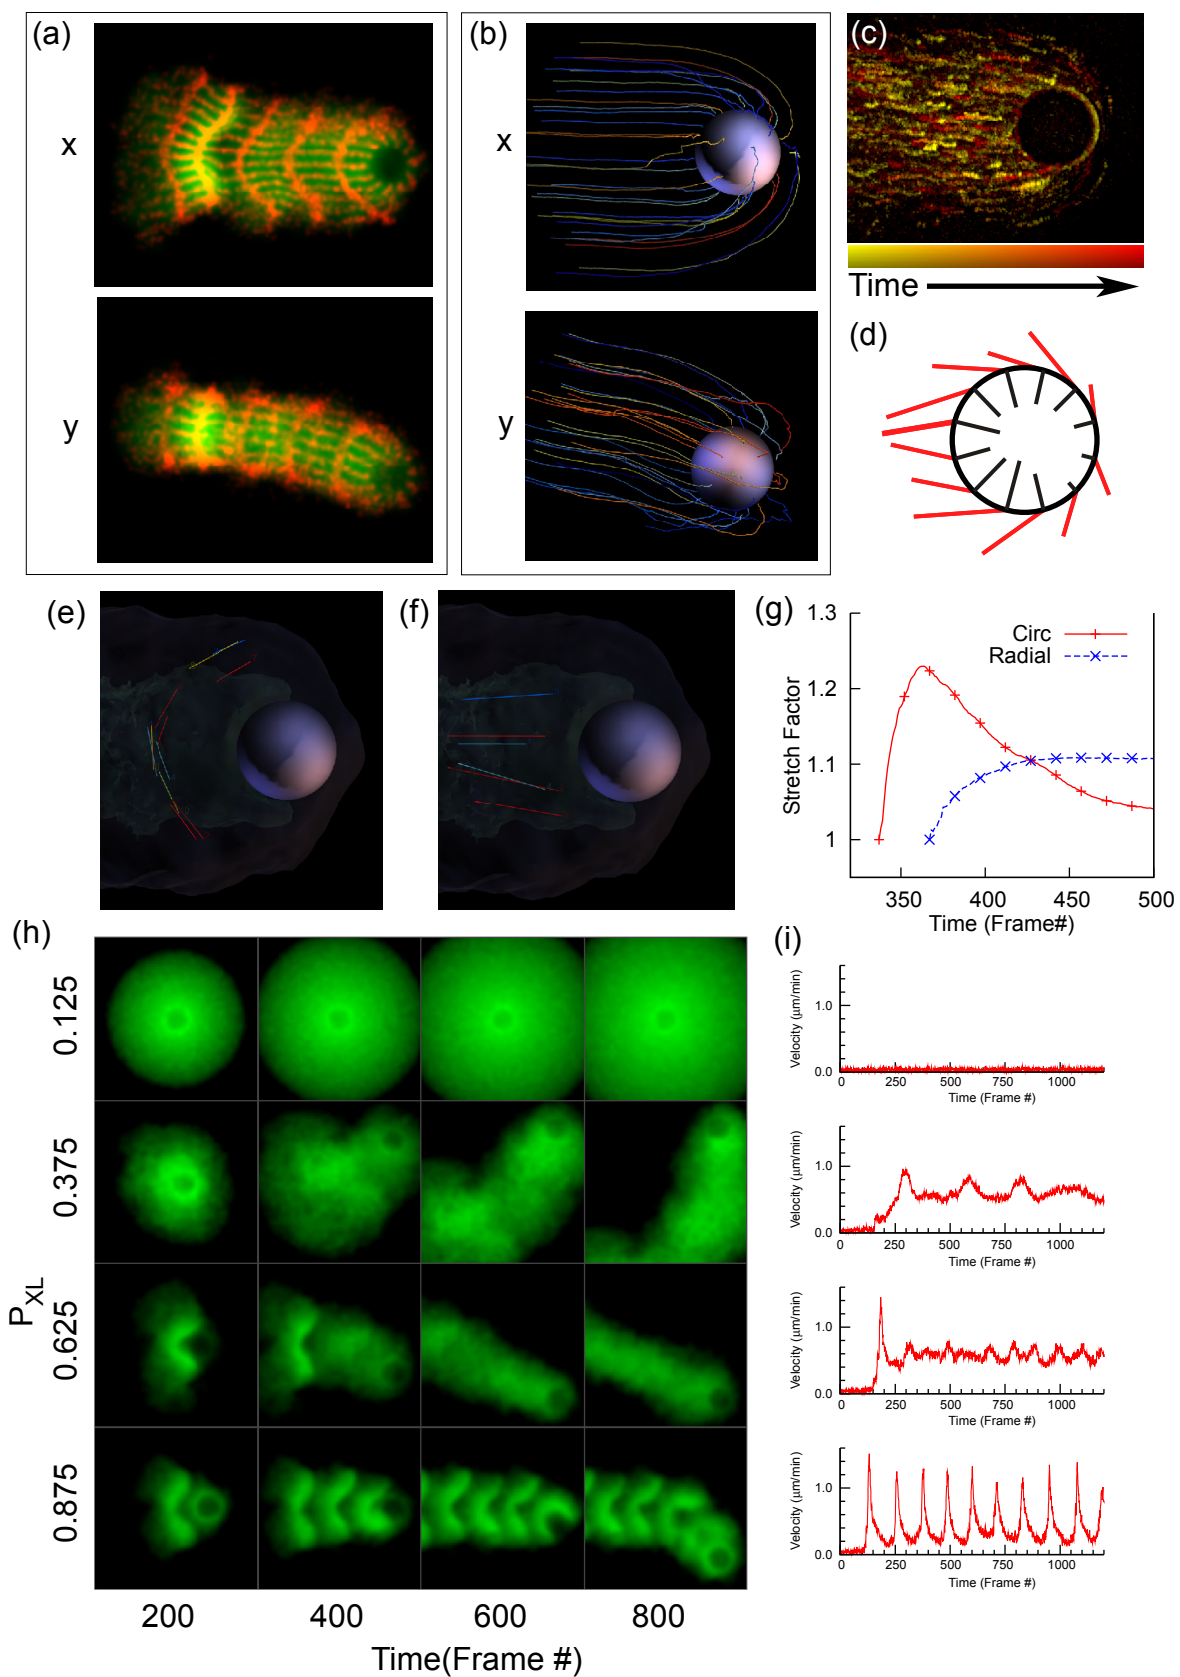 (a)
x
y
(b)
x
y
(c)
Time
(d)
(e)
(f)
(g)
1.3
1.2
1.1
1
Stretch Factor
Circ
Radial
350
400
450
500
Time (Frame#)
(h)
P_XL
0.125
0.375
0.625
0.875
200
400
600
800
Time(Frame #)
(i)
Velocity (μm/min)
1.0
0.0
0
250
500
750
1000
Time (Frame #)
Velocity (μm/min)
1.0
0.0
0
250
500
750
1000
Time (Frame #)
Velocity (μm/min)
1.0
0.0
0
250
500
750
1000
Time (Frame #)
Velocity (μm/min)
1.0
0.0
0
250
500
750
1000
Time (Frame #)